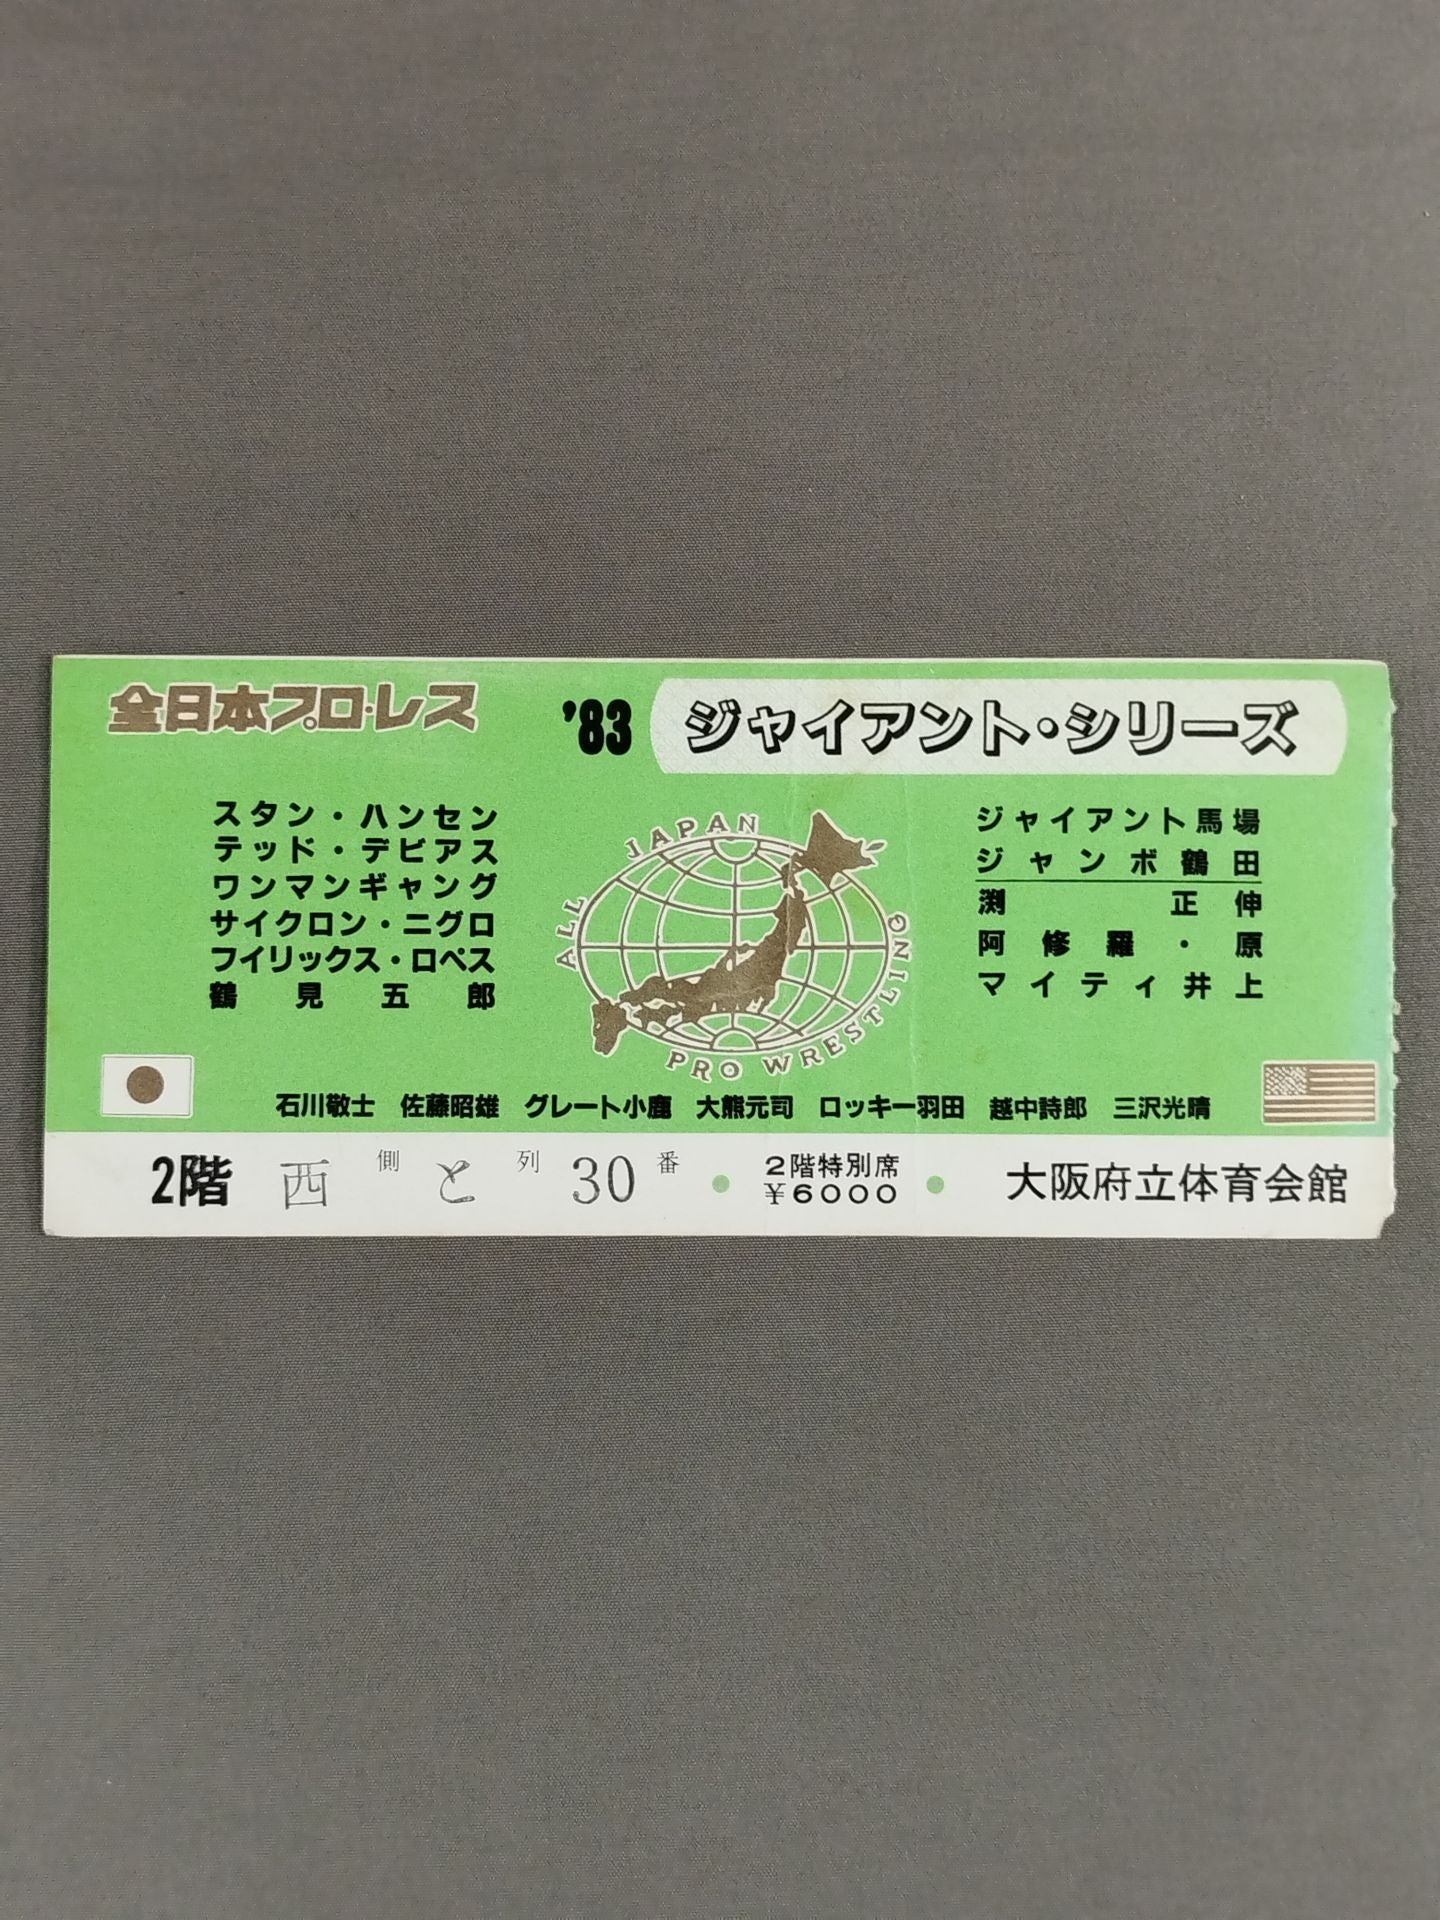 全日本プロ・レス
'83 ジャイアント・シリーズ
スタン・ハンセン
テッド・デビアス
ワンマンギャング
サイクロン・ニグロ
フイリックス・ロペス
鶴見五郎
ALL JAPAN
PRO WRESTLING
ジャイアント馬場
ジャンボ鶴田
渕正伸
阿修羅・原
マイティ井上
石川敬士 佐藤昭雄 グレート小鹿 大熊元司 ロッキー羽田 越中詩郎 三沢光晴
2階 西側 と列 30番 ・ 2階特別席 ・ 大阪府立体育会館
¥6000